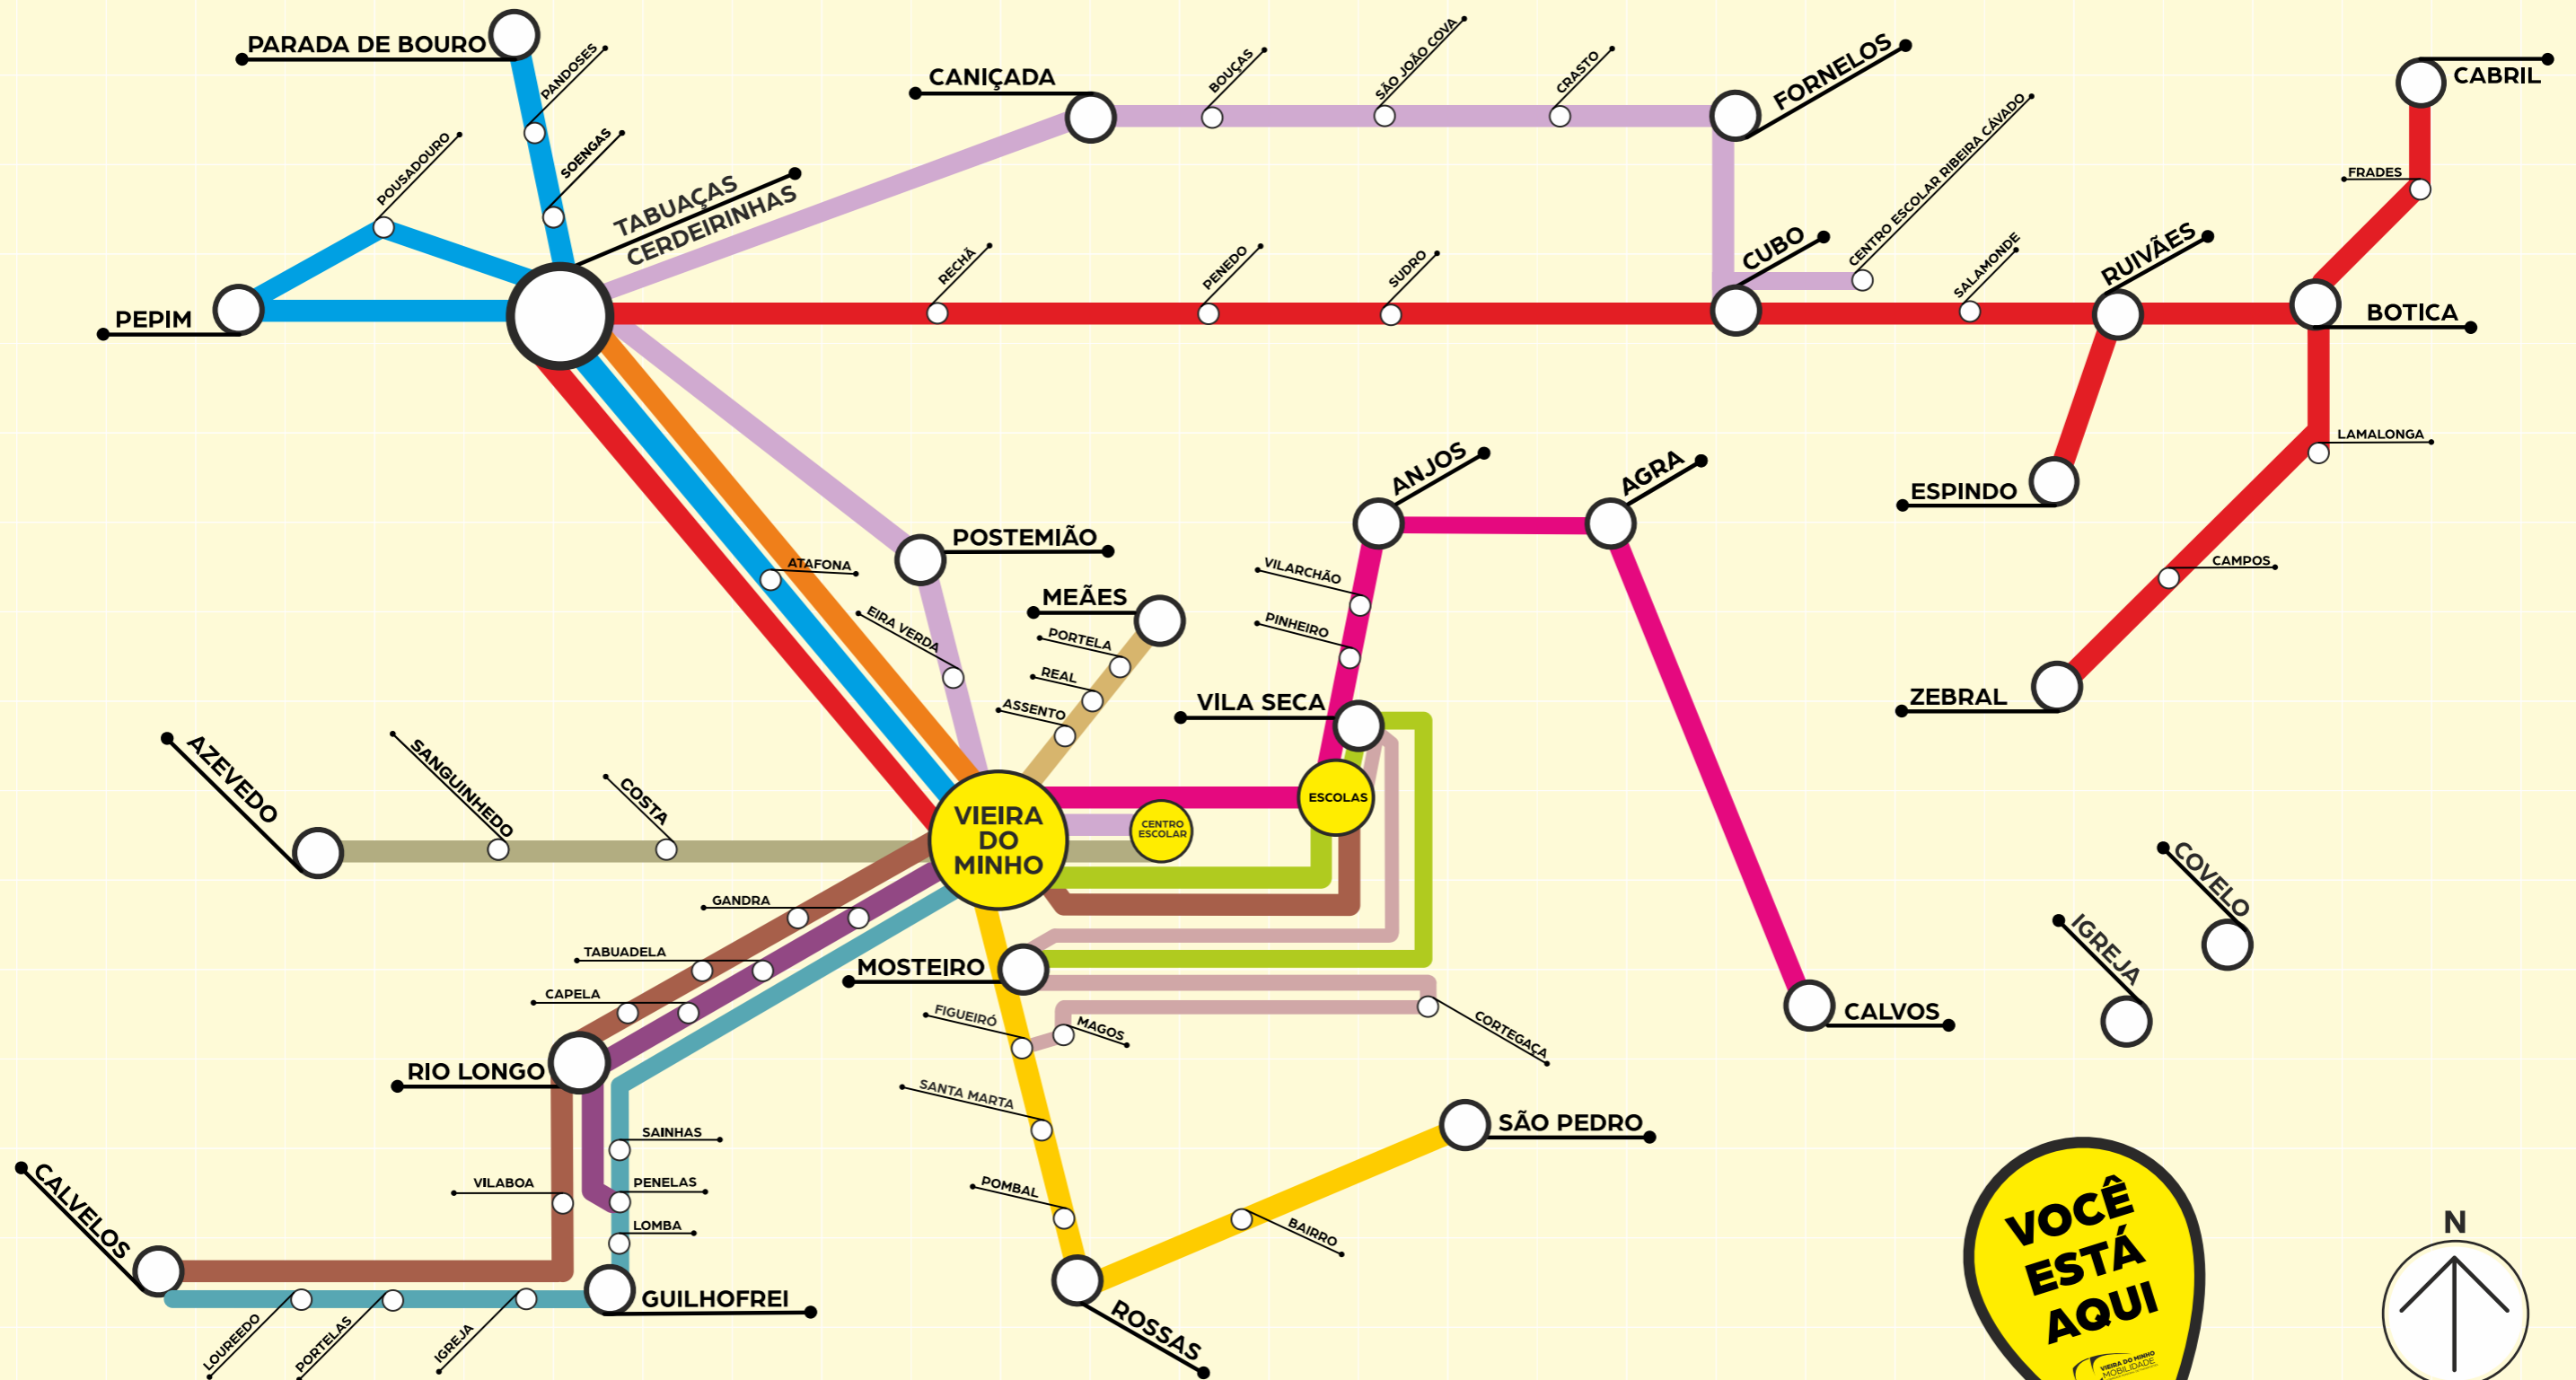 PARADA DE BOURO
PANDOSES
SOENGAS
POUSADOURO
PEPIM
TABUAÇAS
CERDEIRINHAS
CANIÇADA
BOUÇAS
SÃO JOÃO COVA
CRASTO
FORNELOS
CENTRO ESCOLAR RIBEIRA CÁVADO
CUBO
RECHÃ
PENEDO
SUDRO
SALAMONDE
RUIVÃES
CABRIL
FRADES
BOTICA
LAMALONGA
ESPINDO
CAMPOS
ZEBRAL
ATAFONA
POSTEMIÃO
EIRA VERDA
MEÃES
PORTELA
REAL
ASSENTO
ANJOS
AGRA
VILARCHÃO
PINHEIRO
VILA SECA
ESCOLAS
CENTRO
ESCOLAR
VIEIRA
DO
MINHO
AZEVEDO
SANGUINHEDO
COSTA
GANDRA
TABUADELA
CAPELA
RIO LONGO
MOSTEIRO
FIGUEIRÓ
MAGOS
CORTEGAÇA
SANTA MARTA
POMBAL
CALVOS
COVELO
IGREJA
SÃO PEDRO
BAIRRO
ROSSAS
SAINHAS
VILABOA
PENELAS
LOMBA
GUILHOFREI
CALVELOS
LOUREEDO
PORTELAS
IGREJA
VOCÊ
ESTÁ
AQUI
VIEIRA DO MINHO
MOBILIDADE
N